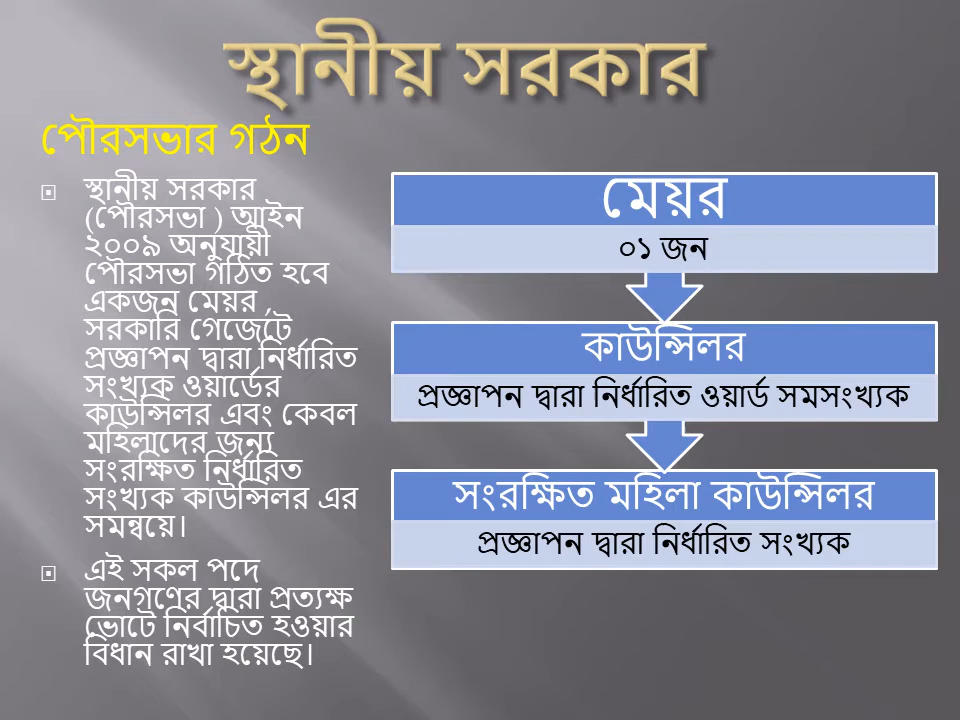 স্থানীয় সরকার
পৌরসভার গঠন
স্থানীয় সরকার
(পৌরসভা ) আইন
২০০৯ অনুযায়ী
পৌরসভা গঠিত হবে
একজন মেয়র ,
সরকারি গেজেটে
প্রজ্ঞাপন দ্বারা নির্ধারিত
সংখ্যক ওয়ার্ডের
কাউন্সিলর এবং কেবল
মহিলাদের জন্য
সংরক্ষিত নির্ধারিত
সংখ্যক কাউন্সিলর এর
সমন্বয়ে।
এই সকল পদে
জনগণের দ্বারা প্রত্যক্ষ
ভোটে নির্বাচিত হওয়ার
বিধান রাখা হয়েছে।
মেয়র
০১ জন
কাউন্সিলর
প্রজ্ঞাপন দ্বারা নির্ধারিত ওয়ার্ড সমসংখ্যক
সংরক্ষিত মহিলা কাউন্সিলর
প্রজ্ঞাপন দ্বারা নির্ধারিত সংখ্যক